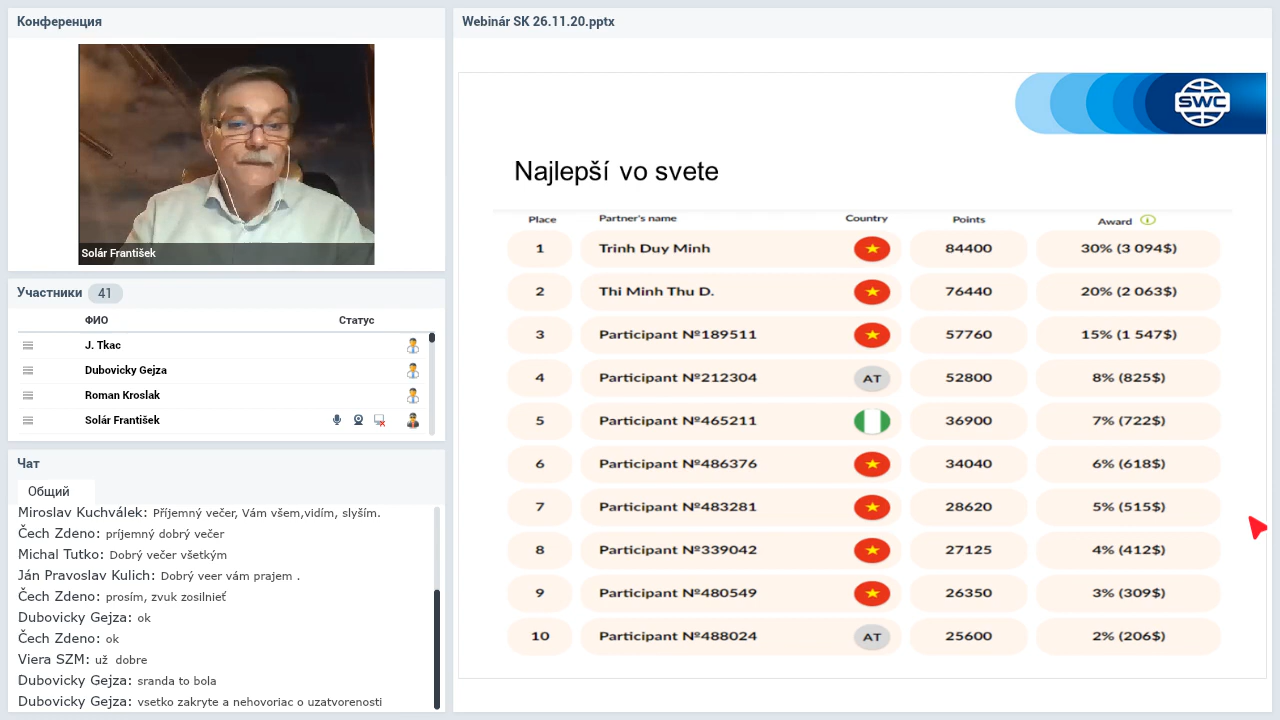 Конференция
Solár František
Участники 41
ФИО Статус
J. Tkac
Dubovicky Gejza
Roman Kroslak
Solár František
Чат
Общий
Miroslav Kuchválek: Příjemný večer, Vám všem,vidím, slyším.
Čech Zdeno: príjemný dobrý večer
Michal Tutko: Dobrý večer všetkým
Ján Pravoslav Kulich: Dobrý veer vám prajem .
Čech Zdeno: prosím, zvuk zosilnieť
Dubovicky Gejza: ok
Čech Zdeno: ok
Viera SZM: už dobre
Dubovicky Gejza: sranda to bola
Dubovicky Gejza: vsetko zakryte a nehovoriac o uzatvorenosti
Webinár SK 26.11.20.pptx
SWC
Najlepší vo svete
Place Partner's name Country Points Award i
1 Trinh Duy Minh 84400 30% (3 094$)
2 Thi Minh Thu D. 76440 20% (2 063$)
3 Participant №189511 57760 15% (1 547$)
4 Participant №212304 AT 52800 8% (825$)
5 Participant №465211 36900 7% (722$)
6 Participant №486376 34040 6% (618$)
7 Participant №483281 28620 5% (515$)
8 Participant №339042 27125 4% (412$)
9 Participant №480549 26350 3% (309$)
10 Participant №488024 AT 25600 2% (206$)